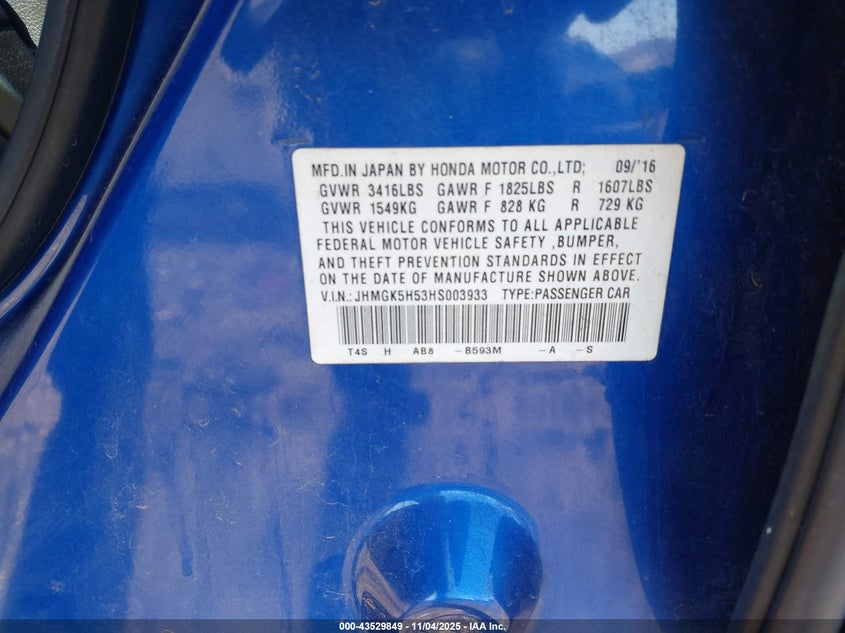 MFD.IN JAPAN BY HONDA MOTOR CO.,LTD; 09/'16
GVWR 3416LBS GAWR F 1825LBS R 1607LBS
GVWR 1549KG GAWR F 828 KG R 729 KG
THIS VEHICLE CONFORMS TO ALL APPLICABLE
FEDERAL MOTOR VEHICLE SAFETY ,BUMPER,
AND THEFT PREVENTION STANDARDS IN EFFECT
ON THE DATE OF MANUFACTURE SHOWN ABOVE.
V.I.N.: JHMGK5H53HS003933 TYPE:PASSENGER CAR
T4S H AB8 -B593M -A -S
000-43529849 - 11/04/2025 - IAA Inc.